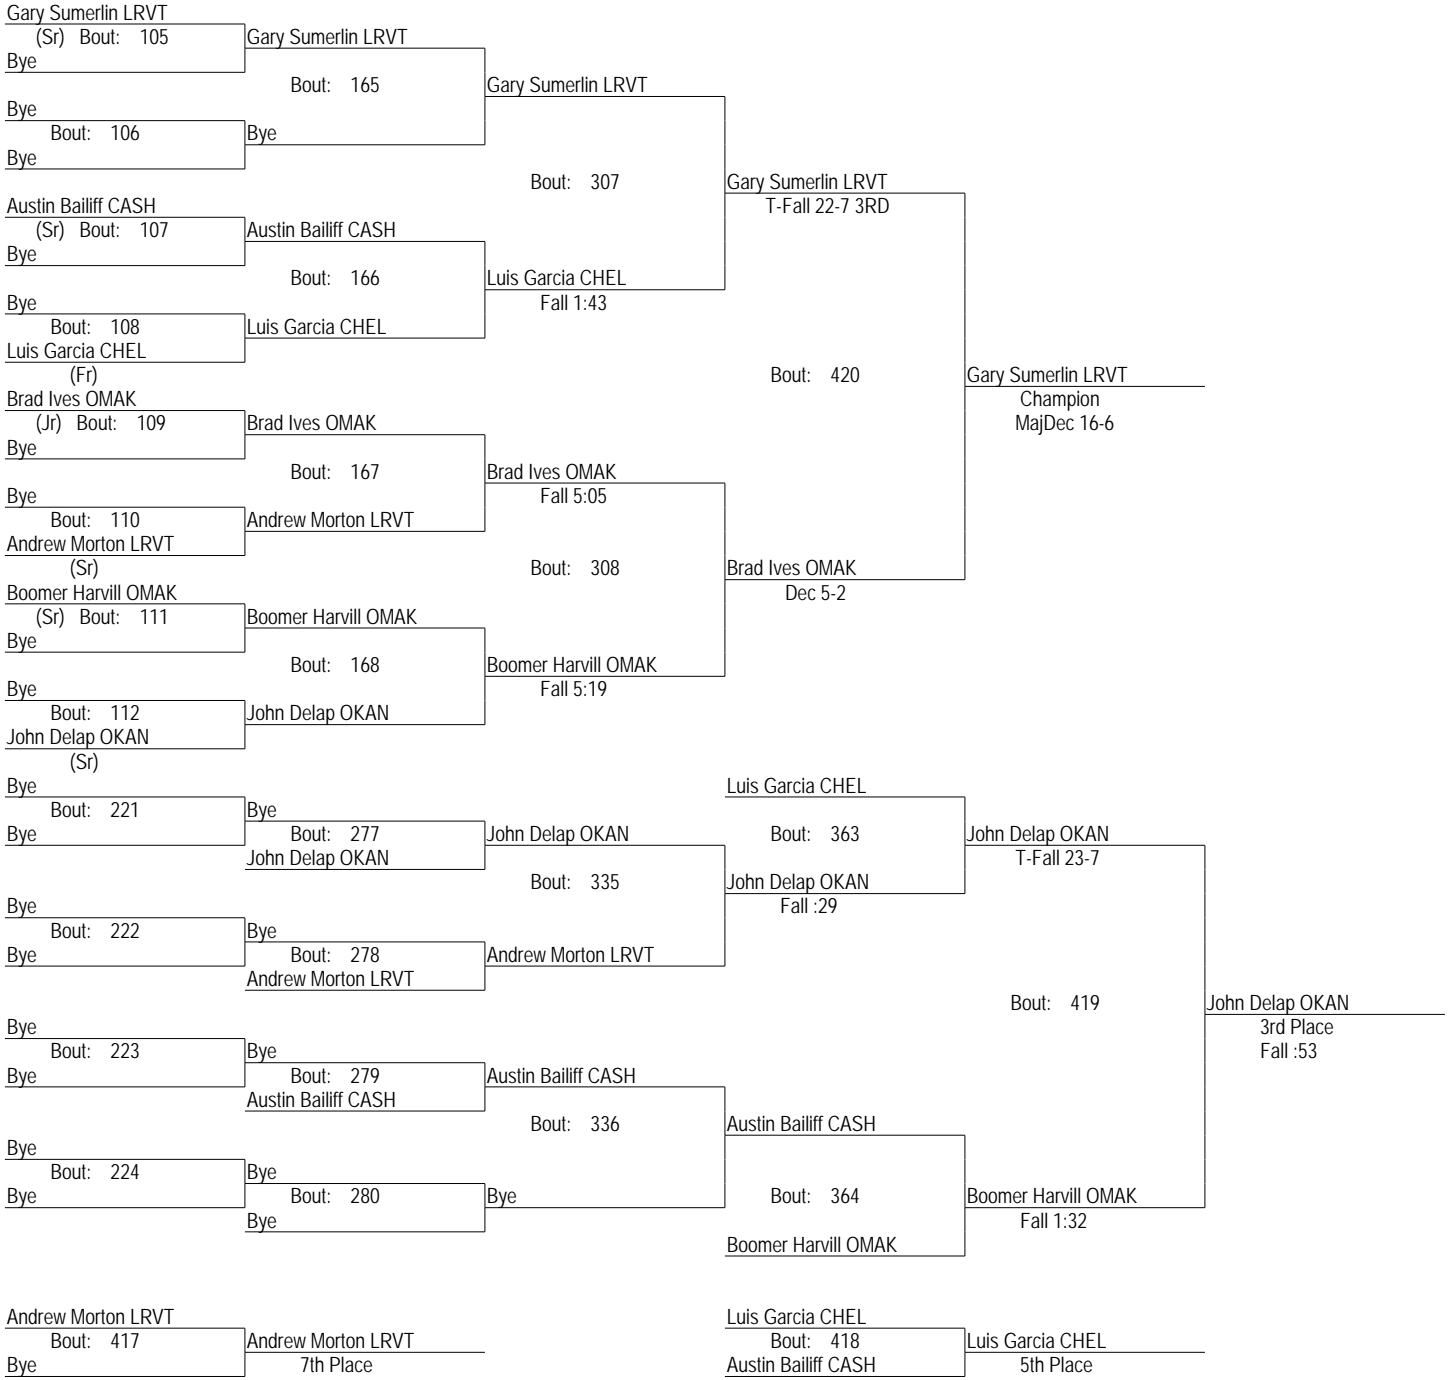 Gary Sumerlin LRVT
(Sr) Bout: 105
Gary Sumerlin LRVT
Bye
Bout: 165
Gary Sumerlin LRVT
Bye
Bout: 106
Bye
Bye
Bout: 307
Gary Sumerlin LRVT
T-Fall 22-7 3RD
Austin Bailiff CASH
(Sr) Bout: 107
Austin Bailiff CASH
Bye
Bout: 166
Luis Garcia CHEL
Fall 1:43
Bye
Bout: 108
Luis Garcia CHEL
Luis Garcia CHEL
(Fr)
Bout: 420
Gary Sumerlin LRVT
Champion
MajDec 16-6
Brad Ives OMAK
(Jr) Bout: 109
Brad Ives OMAK
Bye
Bout: 167
Brad Ives OMAK
Fall 5:05
Bye
Bout: 110
Andrew Morton LRVT
Andrew Morton LRVT
(Sr)
Bout: 308
Brad Ives OMAK
Dec 5-2
Boomer Harvill OMAK
(Sr) Bout: 111
Boomer Harvill OMAK
Bye
Bout: 168
Boomer Harvill OMAK
Fall 5:19
Bye
Bout: 112
John Delap OKAN
John Delap OKAN
(Sr)
Bye
Bout: 221
Bye
Bye
Bout: 277
John Delap OKAN
John Delap OKAN
Luis Garcia CHEL
Bout: 363
John Delap OKAN
T-Fall 23-7
Bout: 335
John Delap OKAN
Fall :29
Bye
Bout: 222
Bye
Bye
Bout: 278
Andrew Morton LRVT
Andrew Morton LRVT
Bout: 419
John Delap OKAN
3rd Place
Fall :53
Bye
Bout: 223
Bye
Bye
Bout: 279
Austin Bailiff CASH
Austin Bailiff CASH
Bout: 336
Austin Bailiff CASH
Bye
Bout: 224
Bye
Bye
Bout: 280
Bye
Bye
Bout: 364
Boomer Harvill OMAK
Fall 1:32
Boomer Harvill OMAK
Andrew Morton LRVT
Bout: 417
Andrew Morton LRVT
Bye
7th Place
Luis Garcia CHEL
Bout: 418
Luis Garcia CHEL
Austin Bailiff CASH
5th Place